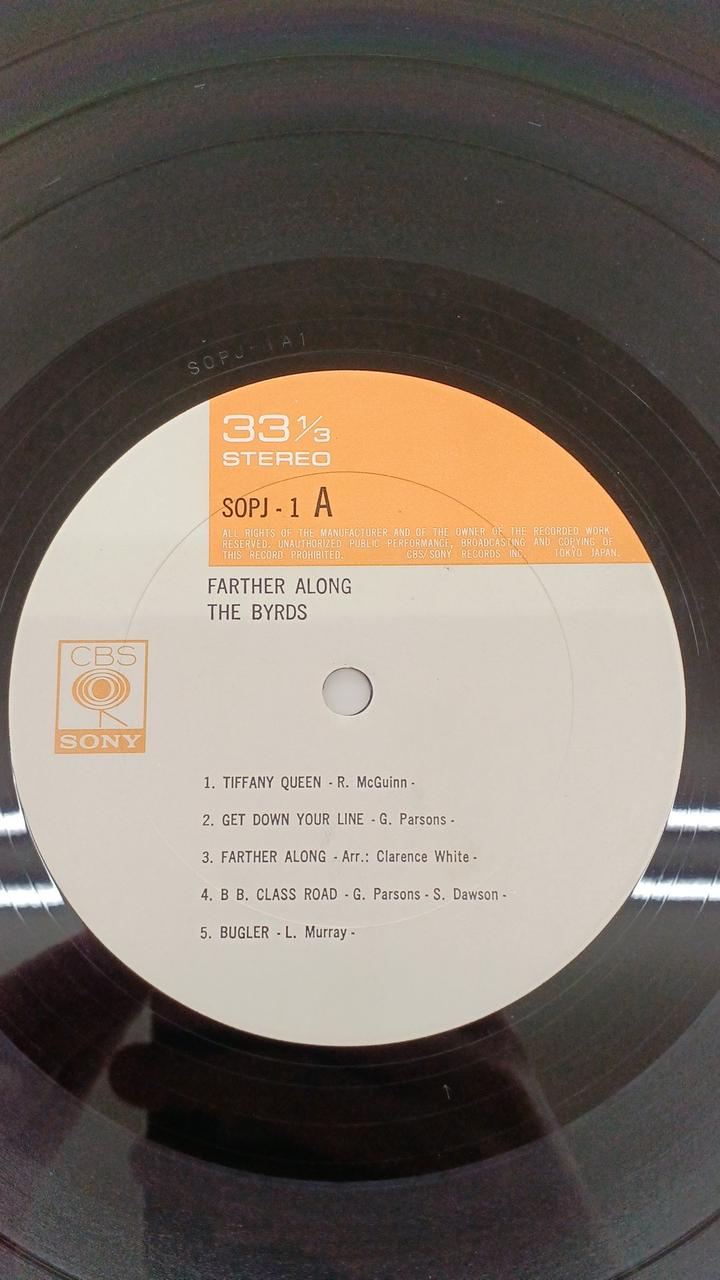 SOPJ-1A1
33 1/3
STEREO
SOPJ - 1 A
ALL RIGHTS OF THE MANUFACTURER AND OF THE OWNER OF THE RECORDED WORK
RESERVED. UNAUTHORIZED PUBLIC PERFORMANCE, BROADCASTING AND COPYING OF
THIS RECORD PROHIBITED. CBS/SONY RECORDS INC. TOKYO JAPAN.
FARTHER ALONG
THE BYRDS
CBS
SONY
1. TIFFANY QUEEN - R. McGuinn -
2. GET DOWN YOUR LINE - G. Parsons -
3. FARTHER ALONG - Arr.: Clarence White -
4. B B. CLASS ROAD - G. Parsons - S. Dawson -
5. BUGLER - L. Murray -